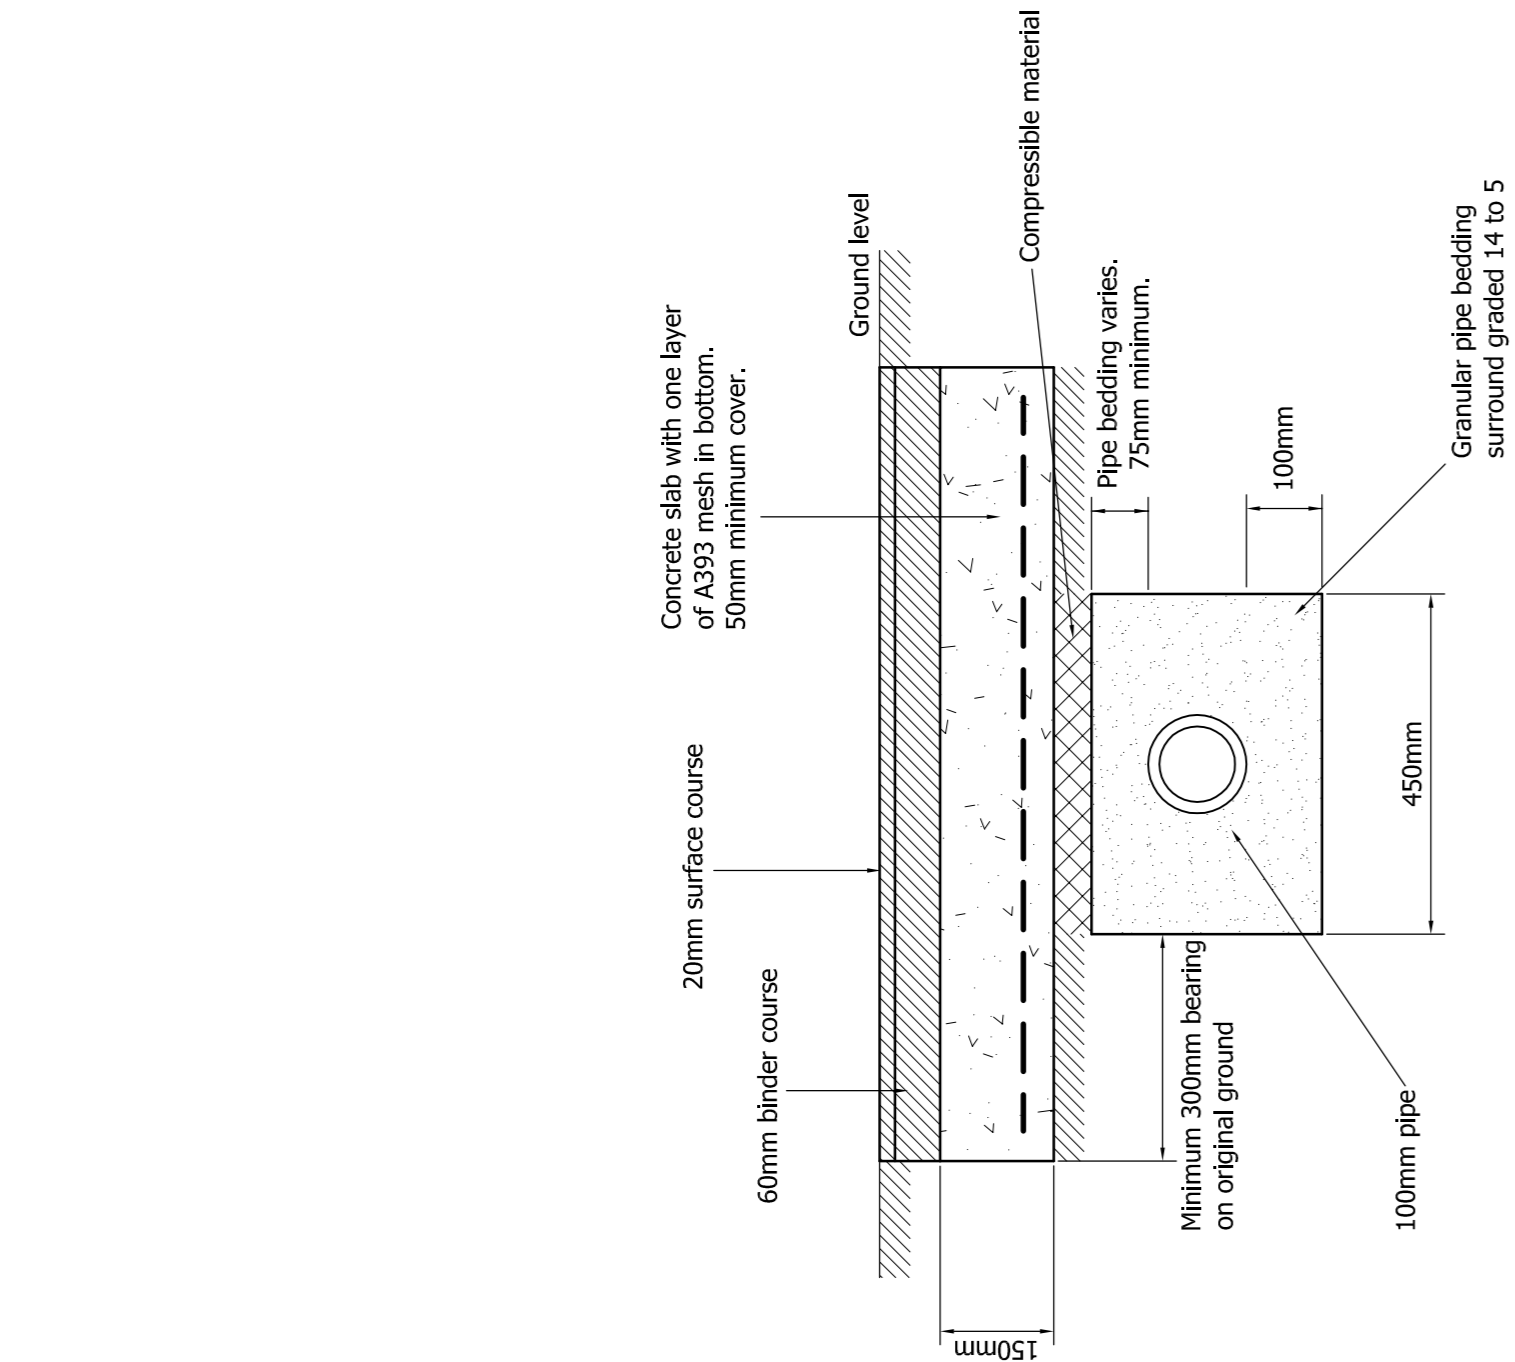 Concrete slab with one layer
of A393 mesh in bottom.
50mm minimum cover.
20mm surface course
60mm binder course
Ground level
150mm
Compressible material
Pipe bedding varies.
75mm minimum.
Minimum 300mm bearing
on original ground
100mm
100mm pipe
450mm
Granular pipe bedding
surround graded 14 to 5